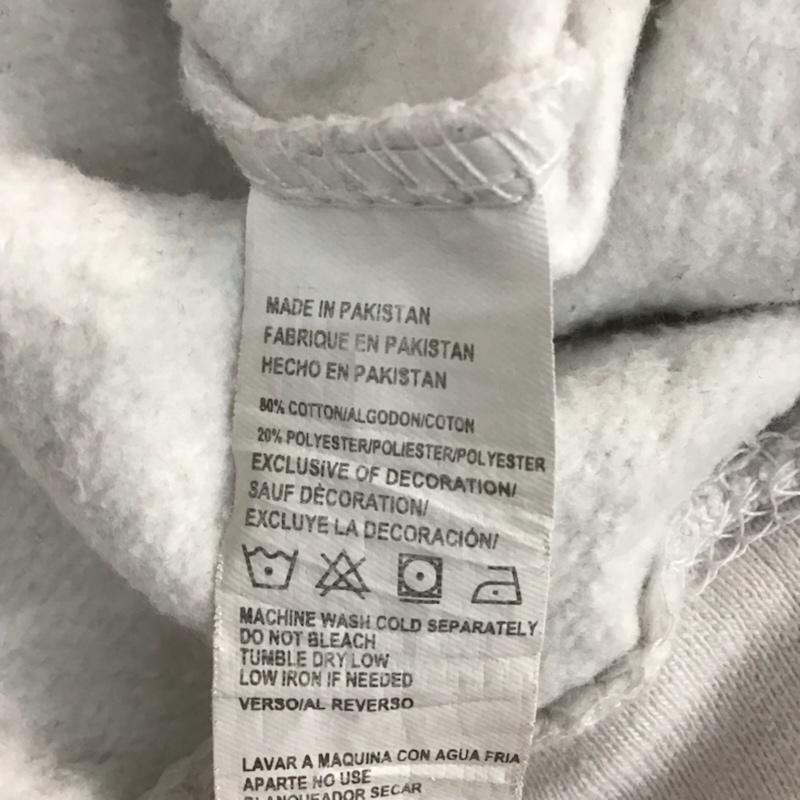 MADE IN PAKISTAN
FABRIQUE EN PAKISTAN
HECHO EN PAKISTAN
80% COTTON/ALGODON/COTON
20% POLYESTER/POLIESTER/POLYESTER
EXCLUSIVE OF DECORATION/
SAUF DÈCORATION/
EXCLUYE LA DECORACIÓN/
MACHINE WASH COLD SEPARATELY
DO NOT BLEACH
TUMBLE DRY LOW
LOW IRON IF NEEDED
VERSO/AL REVERSO
LAVAR A MAQUINA CON AGUA FRIA
APARTE NO USE
BLANQUEADOR SECAR